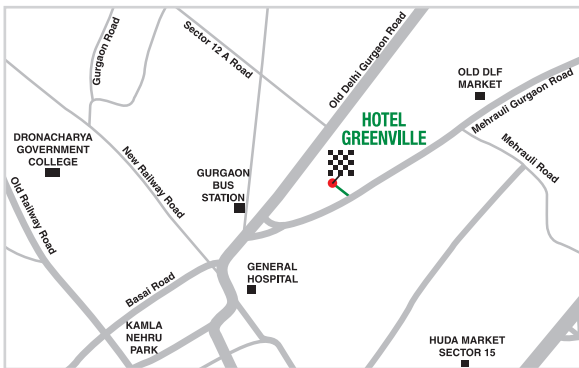 Gurgaon Road
Sector 12 A Road
Old Delhi Gurgaon Road
OLD DLF
MARKET
Mehrauli Gurgaon Road
HOTEL
GREENVILLE
Mehrauli Road
DRONACHARYA
GOVERNMENT
COLLEGE
New Railway Road
GURGAON
BUS
STATION
Old Railway Road
Basai Road
GENERAL
HOSPITAL
KAMLA
NEHRU
PARK
HUDA MARKET
SECTOR 15